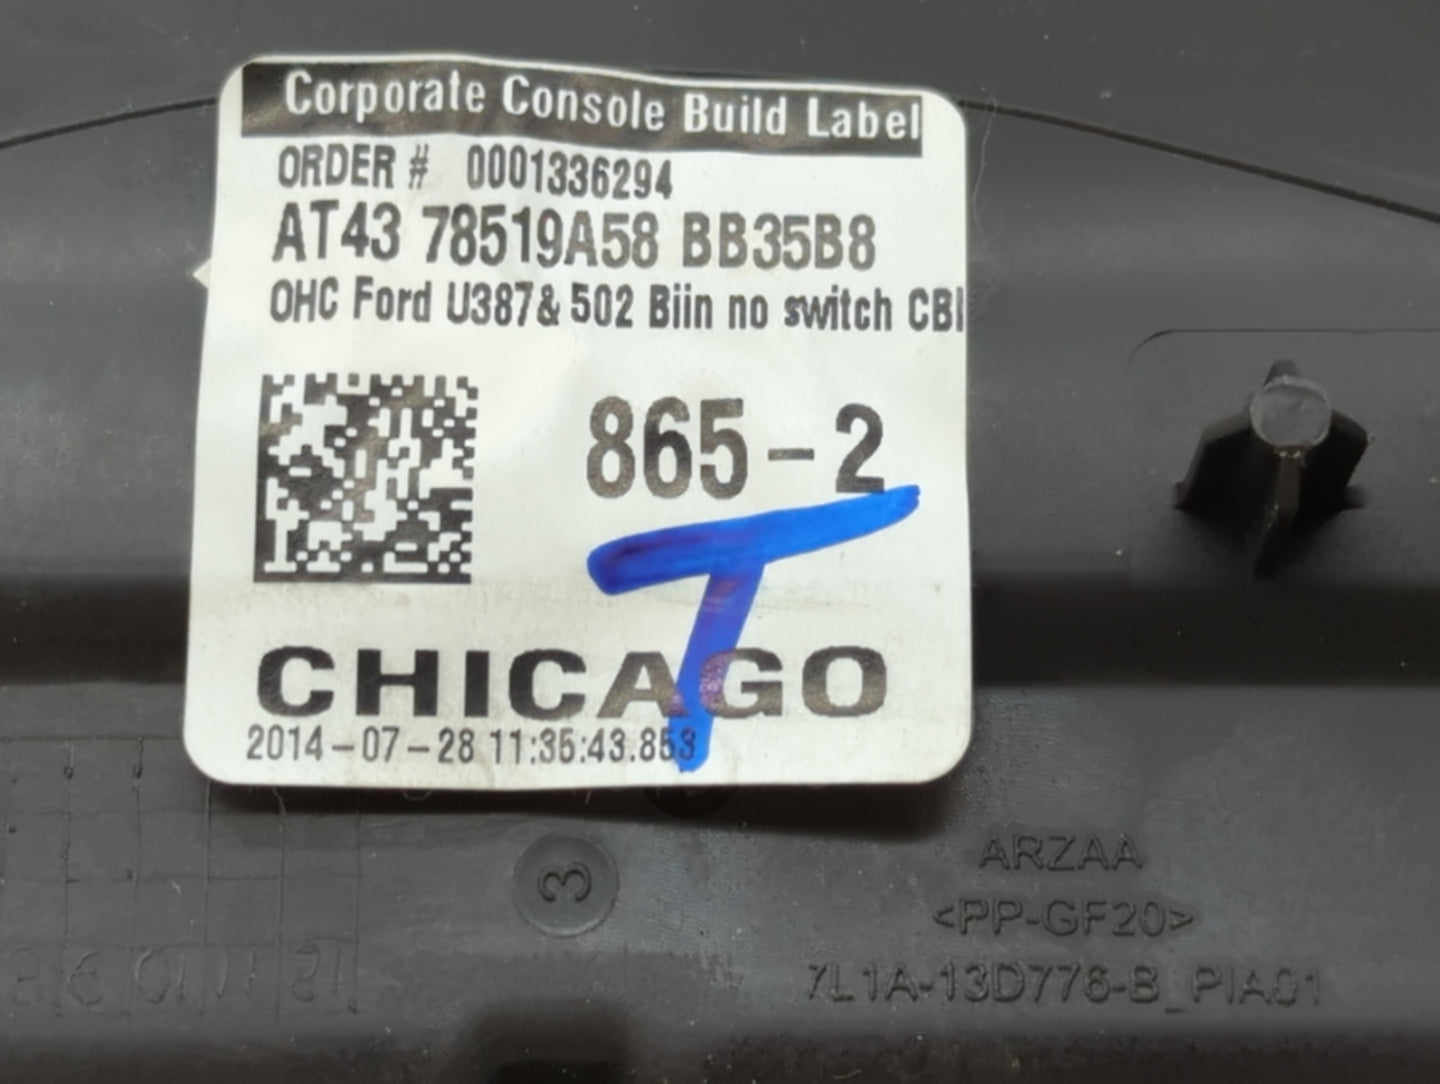 Corporate Console Build Label
ORDER # 0001336294
AT43 78519A58 BB35B8
OHC Ford U387& 502 Biin no switch CBI
865-2
T
CHICAGO
2014-07-28 11:35:43.853
3
ARZAA
<PP-GF20>
7L1A-13D776-B_PIA01